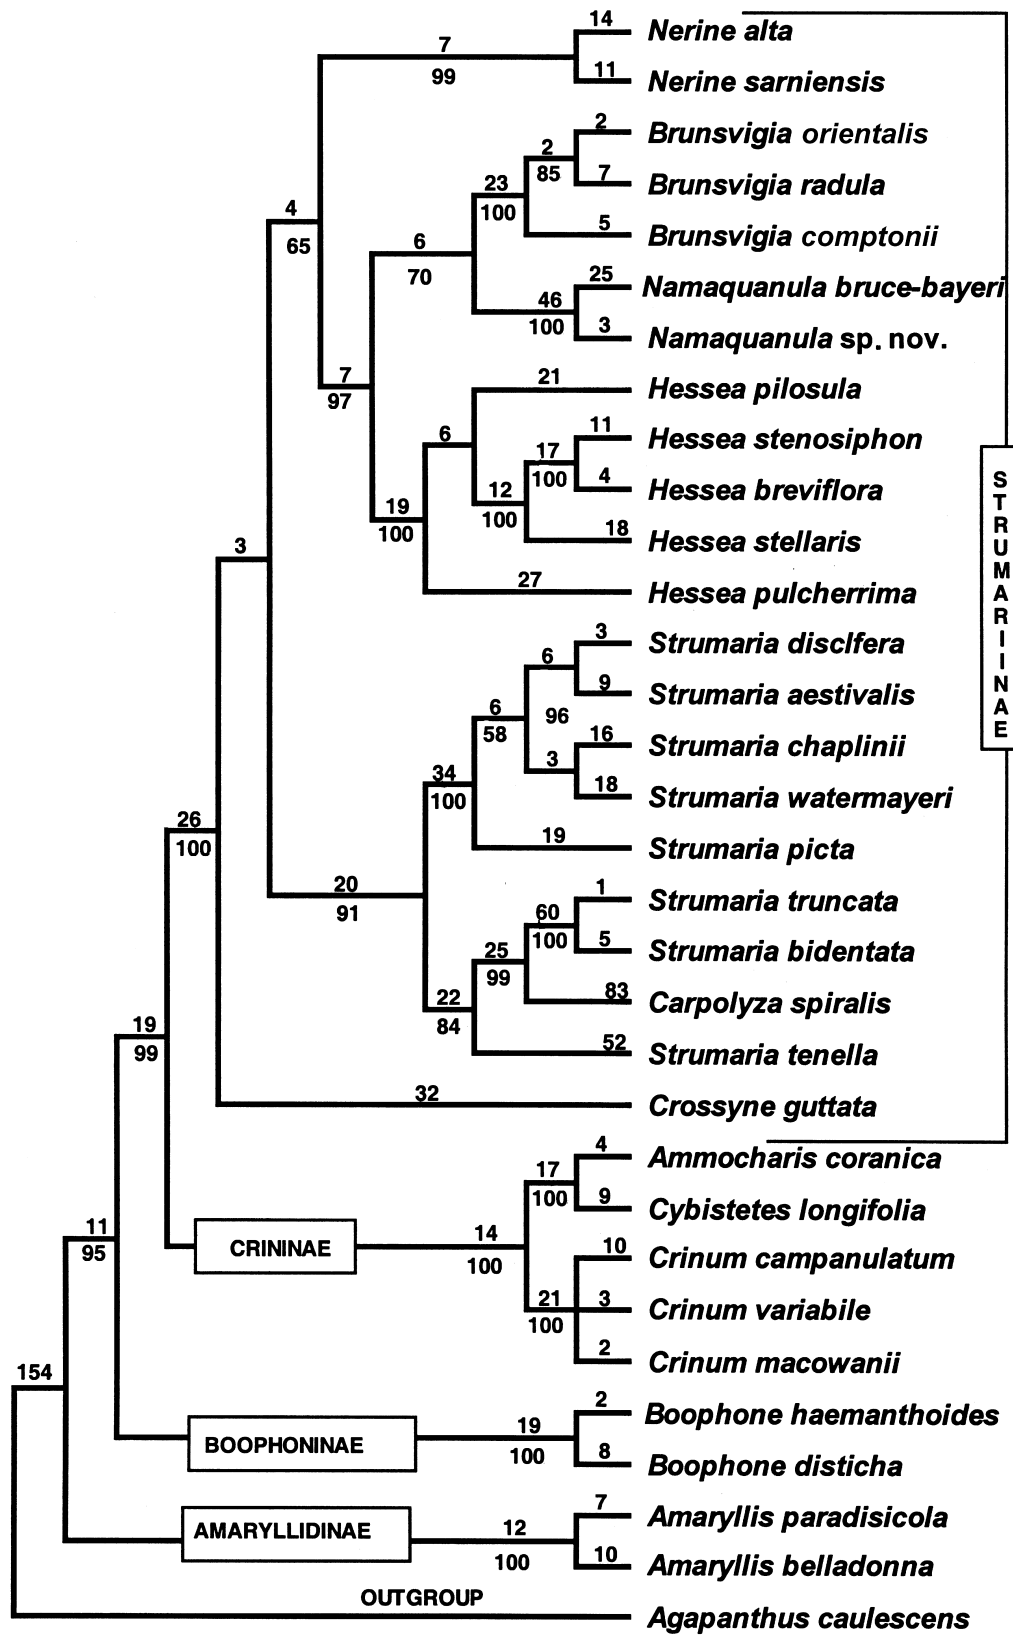 14 Nerine alta
7
99
11 Nerine sarniensis
2 Brunsvigia orientalis
2
85
7 Brunsvigia radula
23
100
4
65
5 Brunsvigia comptonii
6
70
25 Namaquanula bruce-bayeri
46
100
3 Namaquanula sp. nov.
7
97
21 Hessea pilosula
11 Hessea stenosiphon
6
17
100
4 Hessea breviflora
12
100
19
100
18 Hessea stellaris
3
27 Hessea pulcherrima
STRUMARIINAE
3 Strumaria disclfera
6
9 Strumaria aestivalis
6
58
96
16 Strumaria chaplinii
3
34
100
18 Strumaria watermayeri
26
100
19 Strumaria picta
20
91
1 Strumaria truncata
60
100
5 Strumaria bidentata
25
99
83 Carpolyza spiralis
22
84
19
99
52 Strumaria tenella
32 Crossyne guttata
4 Ammocharis coranica
17
100
9 Cybistetes longifolia
11
95
CRININAE
14
100
10 Crinum campanulatum
21
100
3 Crinum variabile
2 Crinum macowanii
154
2 Boophone haemanthoides
BOOPHONINAE
19
100
8 Boophone disticha
7 Amaryllis paradisicola
AMARYLLIDINAE
12
100
10 Amaryllis belladonna
OUTGROUP
Agapanthus caulescens